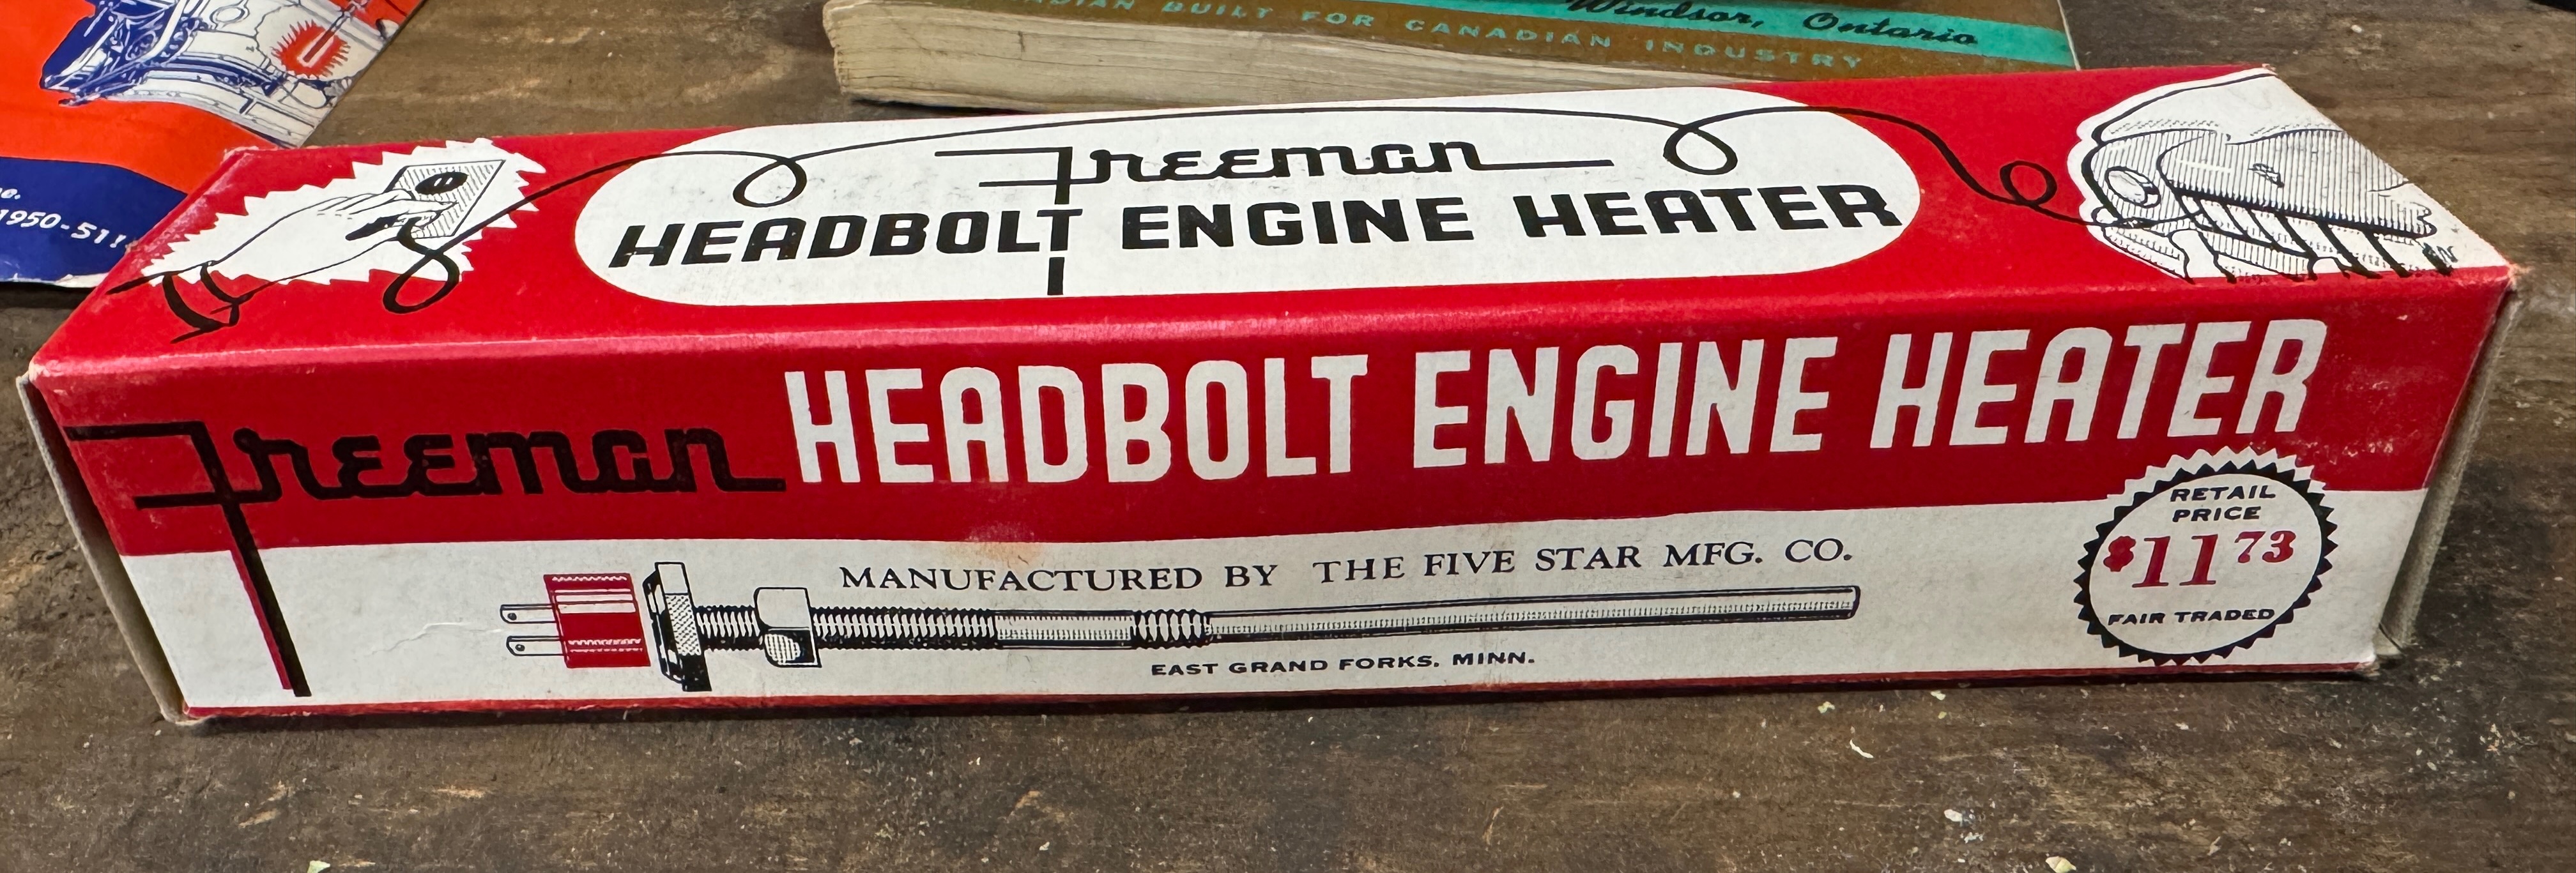 Windsor, Ontario
BUILT FOR CANADIAN INDUSTRY
1950-51!
Freeman
HEADBOLT ENGINE HEATER
Freeman HEADBOLT ENGINE HEATER
MANUFACTURED BY THE FIVE STAR MFG. CO.
EAST GRAND FORKS, MINN.
RETAIL
PRICE
$11 73
FAIR TRADED